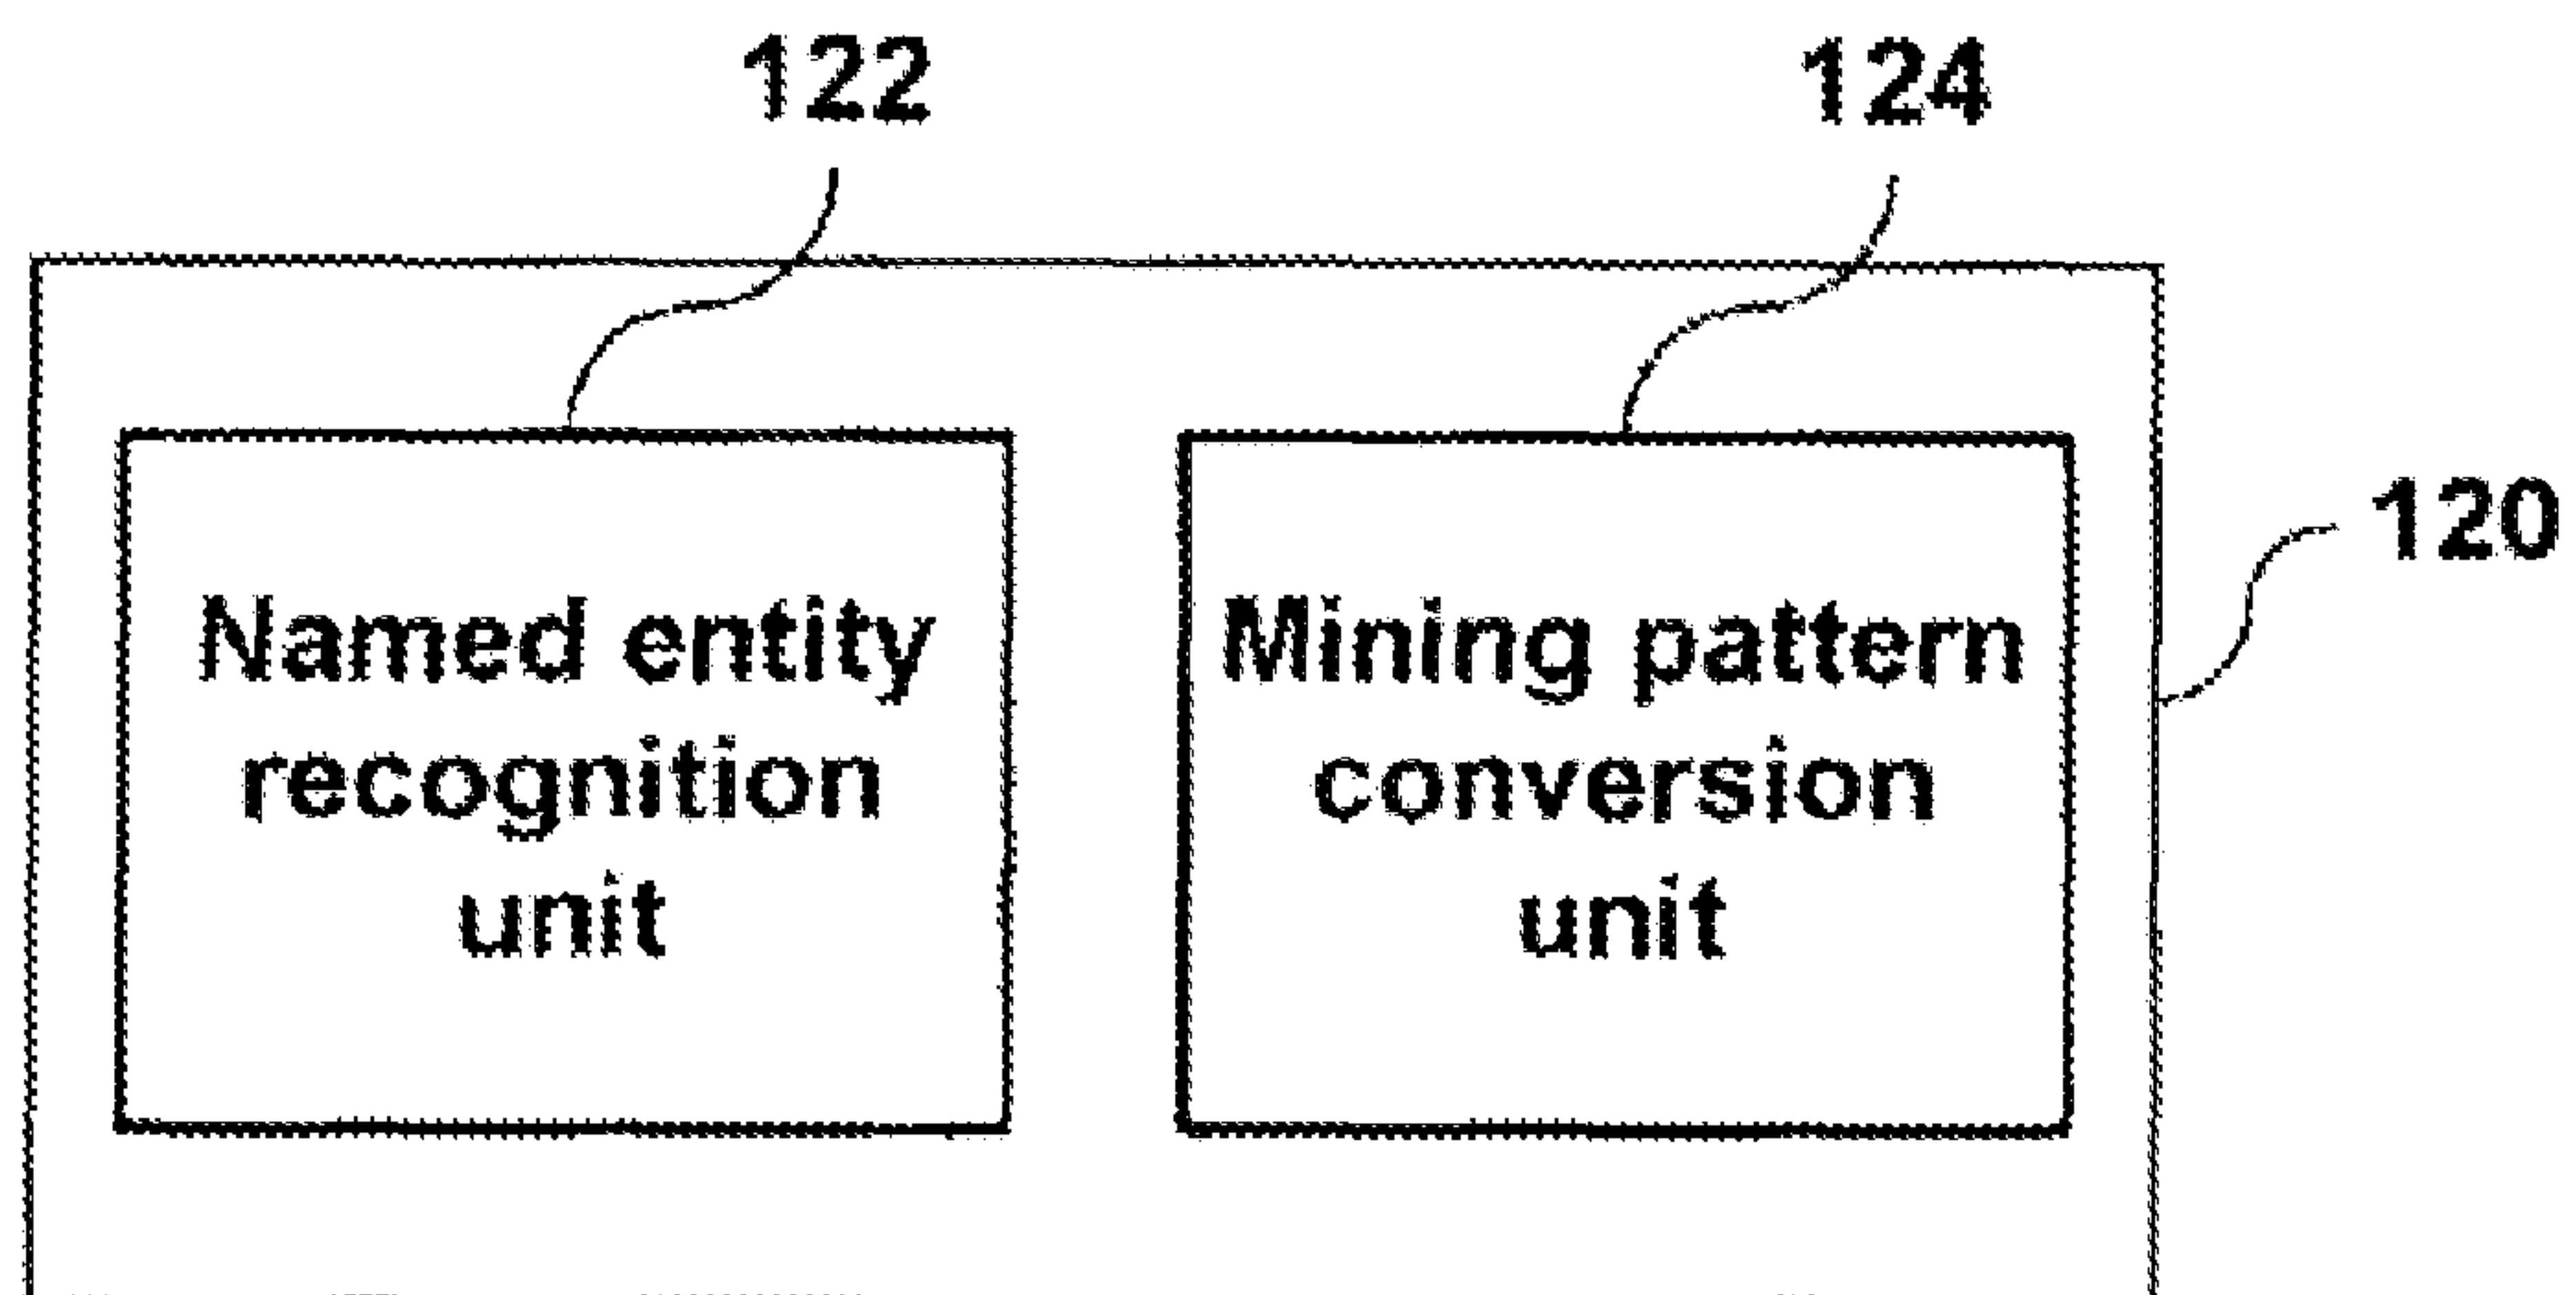 122
124
120
Named entity
recognition
unit
Mining pattern
conversion
unit